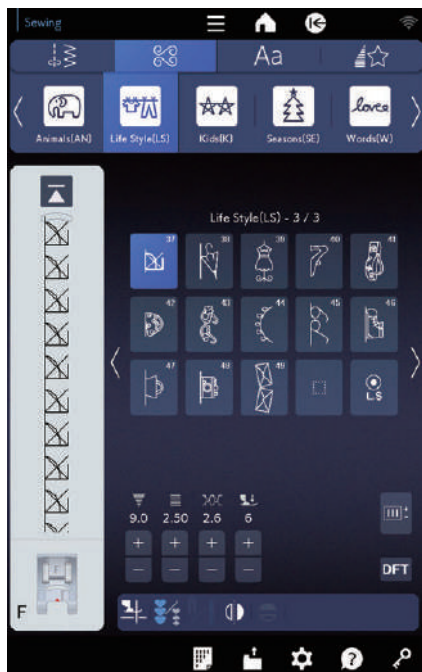 Sewing
Aa
Animals(AN) Life Style(LS) Kids(K) Seasons(SE) Words(W)
love
Life Style(LS) - 3 / 3
37 38 39 40 41
42 43 44 45 46
47 48 49
LS
9.0 2.50 2.6 6
+ + + +
− − − −
DFT
F
?